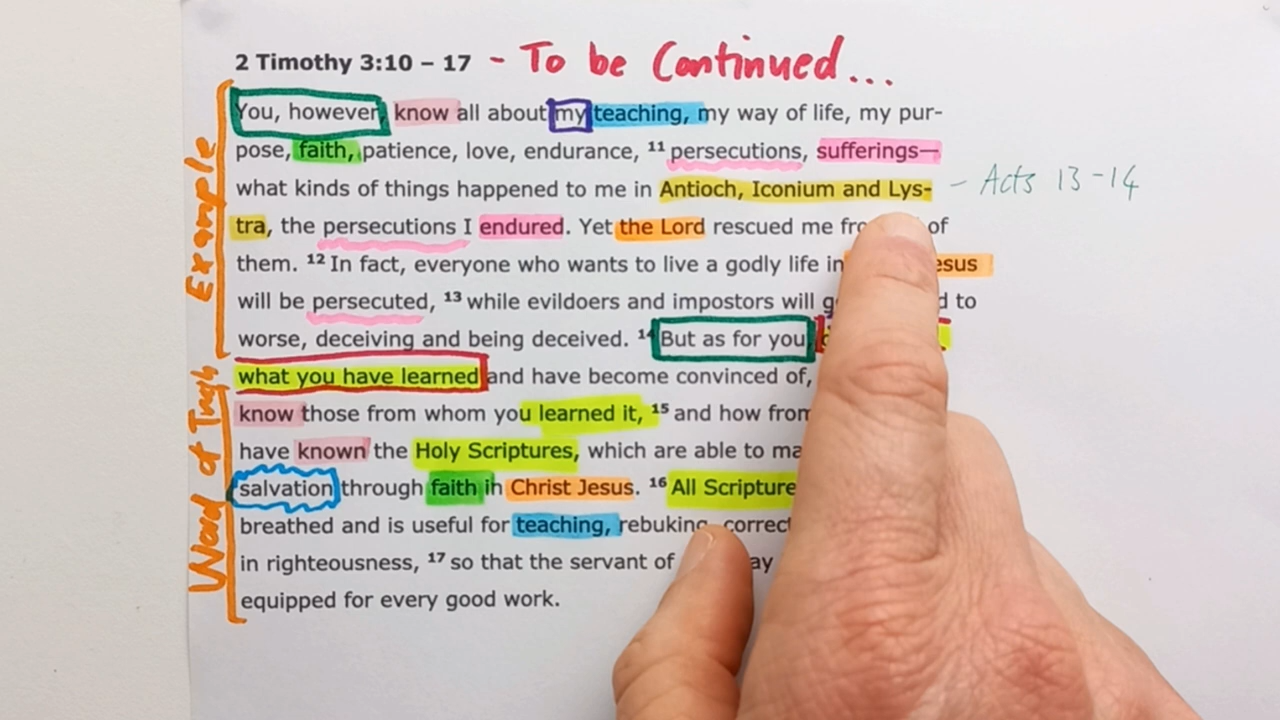 2 Timothy 3:10 – 17 - To be Continued...
You, however, know all about my teaching, my way of life, my pur-
pose, faith, patience, love, endurance, 11 persecutions, sufferings—
what kinds of things happened to me in Antioch, Iconium and Lys- - Acts 13-14
tra, the persecutions I endured. Yet the Lord rescued me of
them. 12 In fact, everyone who wants to live a godly life in
will be persecuted, 13 while evildoers and impostors will to
worse, deceiving and being deceived. 14 But as for you,
what you have learned and have become convinced of,
know those from whom you learned it, 15 and how from
have known the Holy Scriptures, which are able to
salvation through faith in Christ Jesus. 16 All Scripture
breathed and is useful for teaching, rebuking,
in righteousness, 17 so that the servant of
equipped for every good work.
Example
Word of Truth